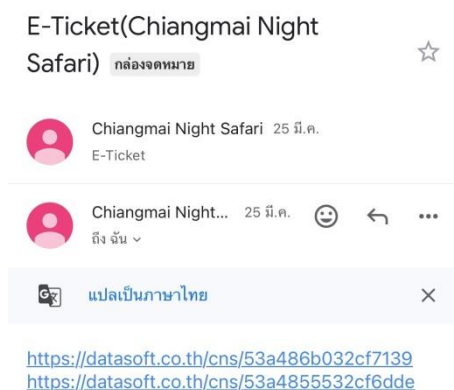 E-Ticket(Chiangmai Night
Safari) กล่องจดหมาย
Chiangmai Night Safari 25 มี.ค.
E-Ticket
Chiangmai Night... 25 มี.ค.
ถึง ฉัน
แปลเป็นภาษาไทย
https://datasoft.co.th/cns/53a486b032cf7139
https://datasoft.co.th/cns/53a4855532cf6dde